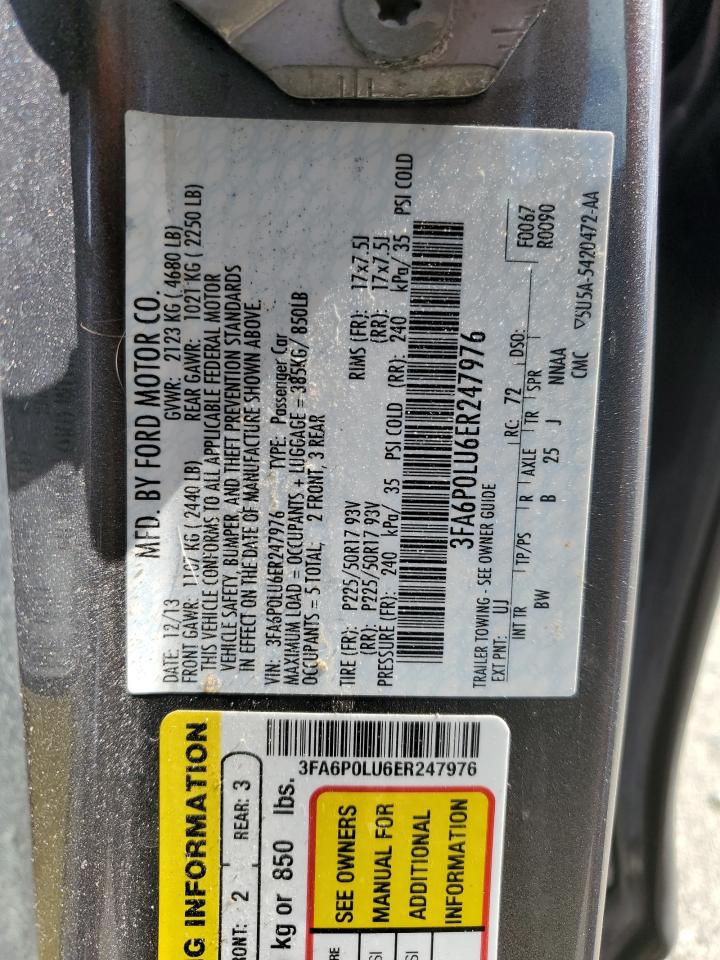 MFD. BY FORD MOTOR CO.
DATE: 12/13 GVWR: 2123 KG ( 4680 LB)
FRONT GAWR: 1107 KG ( 2440 LB) REAR GAWR: 1021 KG ( 2250 LB)
THIS VEHICLE CONFORMS TO ALL APPLICABLE FEDERAL MOTOR
VEHICLE SAFETY, BUMPER, AND THEFT PREVENTION STANDARDS
IN EFFECT ON THE DATE OF MANUFACTURE SHOWN ABOVE.
VIN: 3FA6P0LU6ER247976 TYPE: Passenger Car
MAXIMUM LOAD = OCCUPANTS + LUGGAGE = 385KG/ 850LB
OCCUPANTS = 5 TOTAL, 2 FRONT, 3 REAR
TIRE (FR): P225/50R17 93V RIMS (FR): 17x7.5J
(RR): P225/50R17 93V (RR): 17x7.5J
PRESSURE (FR): 240 kPa/ 35 PSI COLD (RR): 240 kPa/ 35 PSI COLD
3FA6P0LU6ER247976
TRAILER TOWING - SEE OWNER GUIDE
EXT PNT: UJ RC: 72 DSO: F0067
R0090
INT TR TP/PS R AXLE TR SPR
BW B 25 J NNAA
CMC ▽5U5A-5420472-AA
G INFORMATION
FRONT: 2 REAR: 3
kg or 850 lbs.
3FA6P0LU6ER247976
SEE OWNERS
MANUAL FOR
ADDITIONAL
INFORMATION